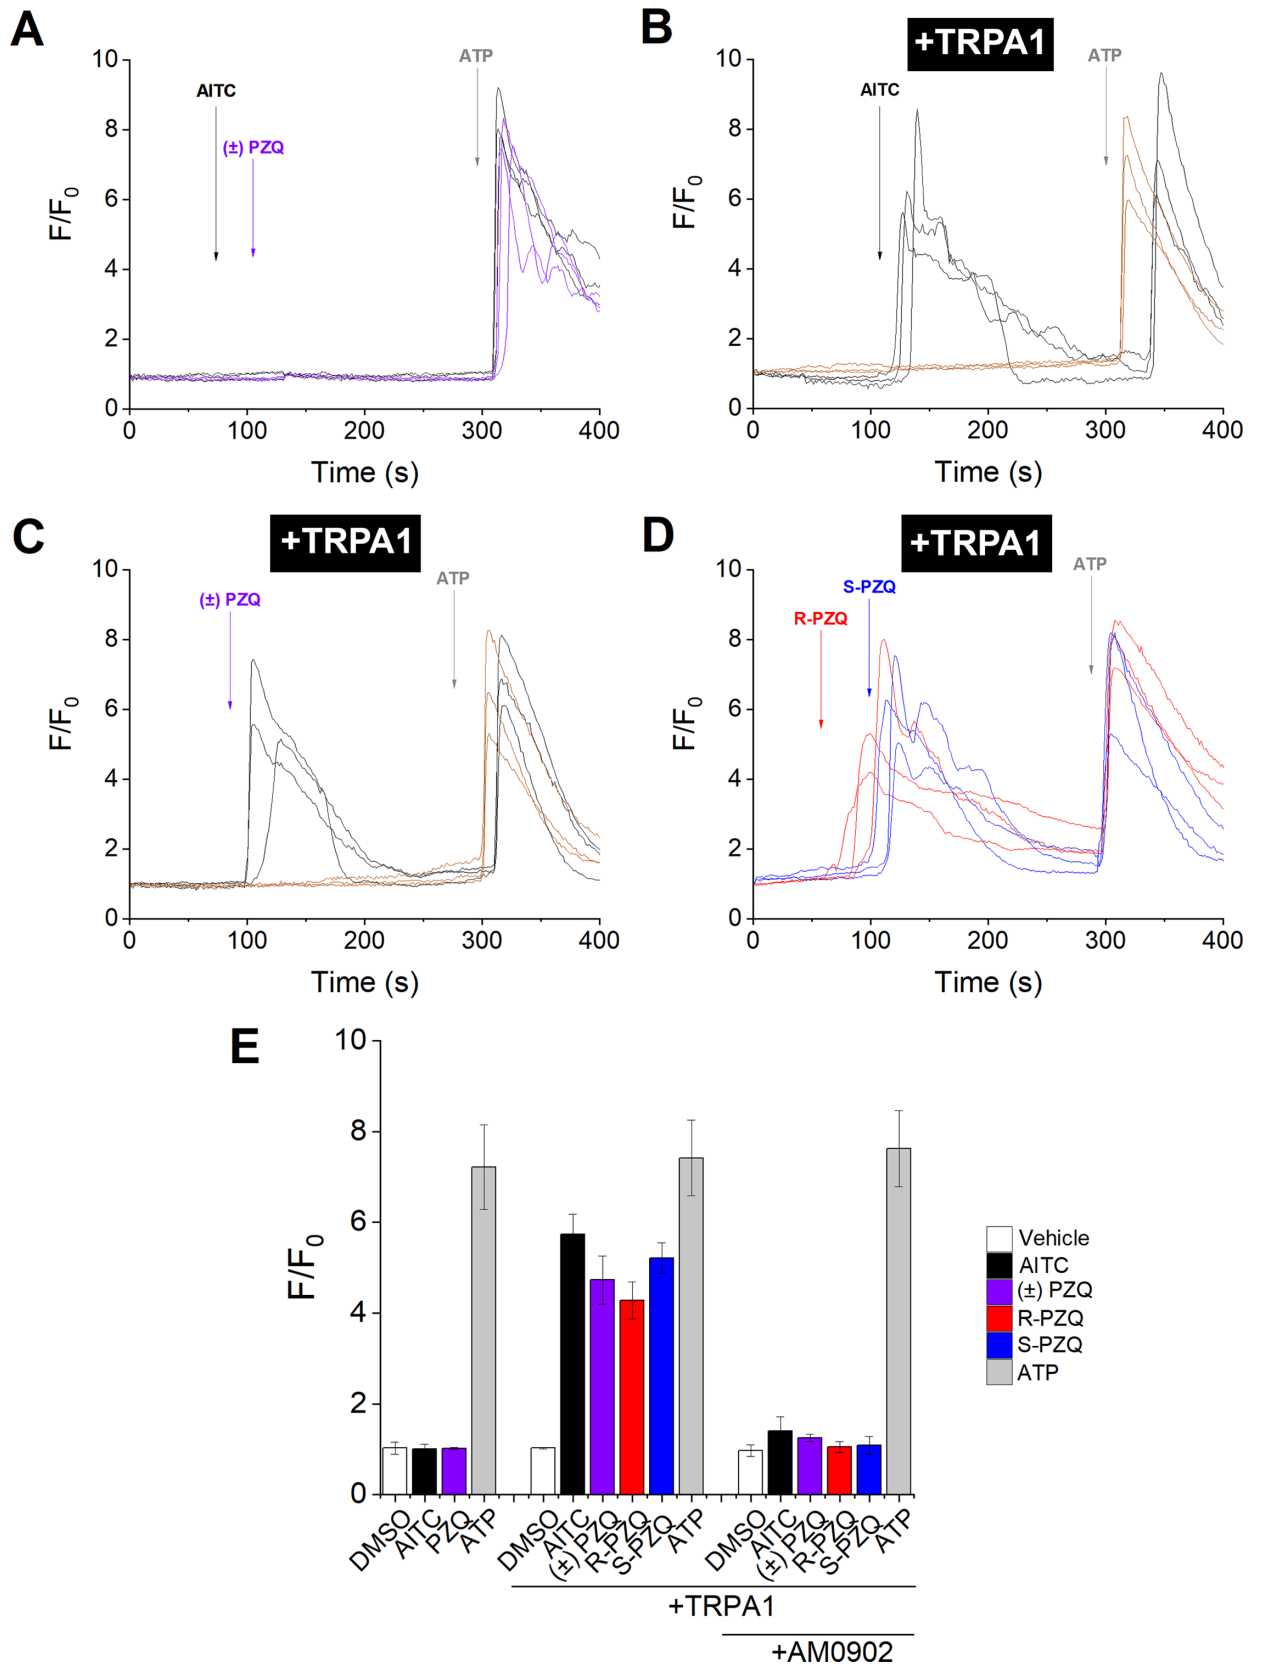 A
AITC
(±) PZQ
ATP
10
8
6
4
2
0
F/F0
0 100 200 300 400
Time (s)
B
+TRPA1
AITC
ATP
10
8
6
4
2
0
F/F0
0 100 200 300 400
Time (s)
C
+TRPA1
(±) PZQ
ATP
10
8
6
4
2
0
F/F0
0 100 200 300 400
Time (s)
D
+TRPA1
R-PZQ
S-PZQ
ATP
10
8
6
4
2
0
F/F0
0 100 200 300 400
Time (s)
E
10
8
6
4
2
0
F/F0
DMSO
AITC
PZQ
ATP
DMSO
AITC
(±) PZQ
R-PZQ
S-PZQ
ATP
DMSO
AITC
(±) PZQ
R-PZQ
S-PZQ
ATP
+TRPA1
+AM0902
Vehicle
AITC
(±) PZQ
R-PZQ
S-PZQ
ATP